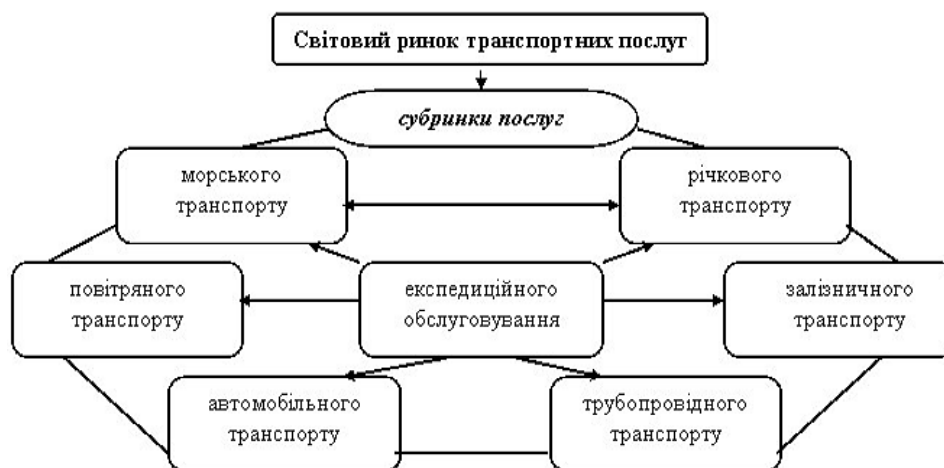 Світовий ринок транспортних послуг
субринки послуг
морського
транспорту
річкового
транспорту
повітряного
транспорту
експедиційного
обслуговування
залізничного
транспорту
автомобільного
транспорту
трубопровідного
транспорту